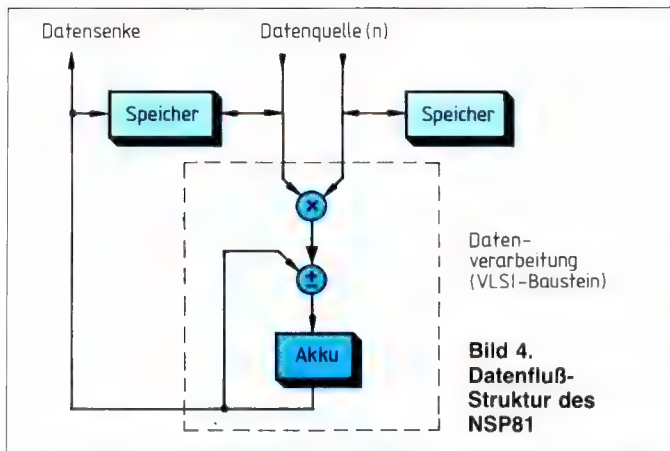 Datensenke
Datenquelle(n)
Speicher
Speicher
×
±
Akku
Daten-
verarbeitung
(VLSI-Baustein)
Bild 4.
Datenfluß-
Struktur des
NSP81